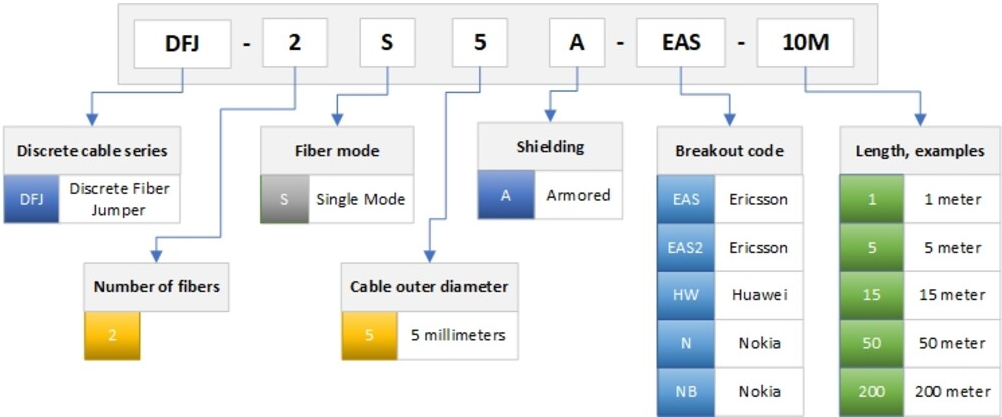 DFJ - 2 S 5 A - EAS - 10M
Discrete cable series
DFJ Discrete Fiber
Jumper
Number of fibers
2
Fiber mode
S Single Mode
Cable outer diameter
5 5 millimeters
Shielding
A Armored
Breakout code
EAS Ericsson
EAS2 Ericsson
HW Huawei
N Nokia
NB Nokia
Length, examples
1 1 meter
5 5 meter
15 15 meter
50 50 meter
200 200 meter